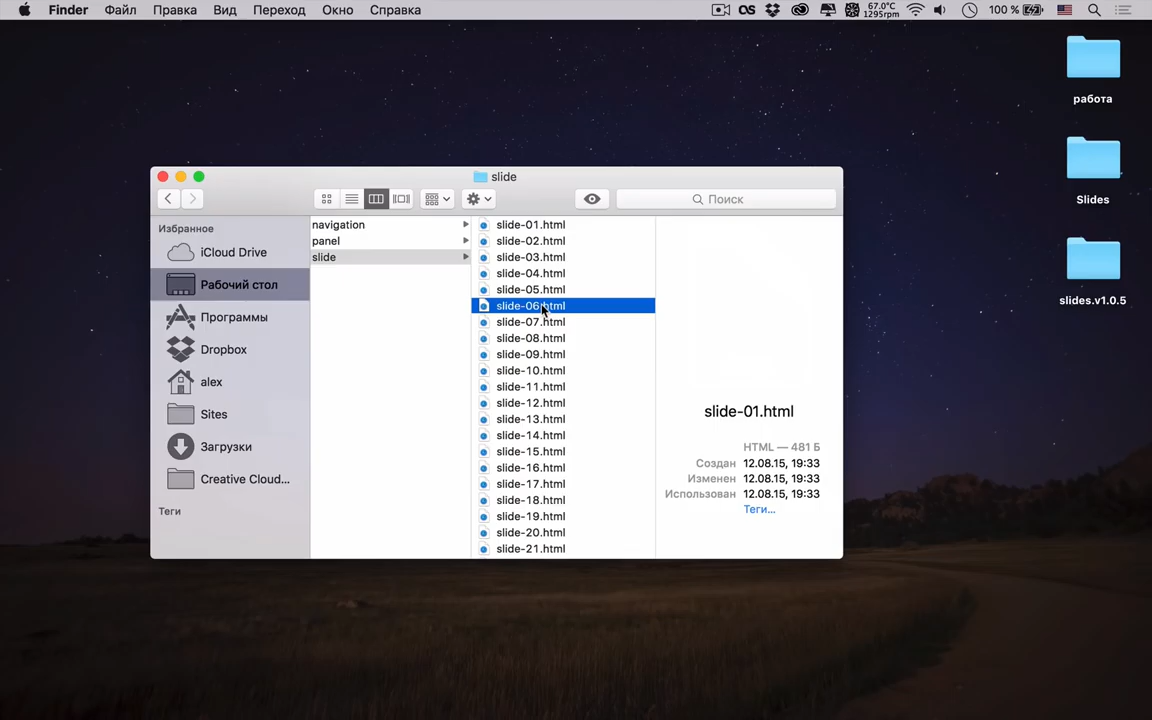 Finder Файл Правка Вид Переход Окно Справка
67.0°C
1295rpm
100 %
работа
Slides
slides.v1.0.5
slide
Поиск
Избранное
iCloud Drive
Рабочий стол
Программы
Dropbox
alex
Sites
Загрузки
Creative Cloud...
Теги
navigation
panel
slide
slide-01.html
slide-02.html
slide-03.html
slide-04.html
slide-05.html
slide-06.html
slide-07.html
slide-08.html
slide-09.html
slide-10.html
slide-11.html
slide-12.html
slide-13.html
slide-14.html
slide-15.html
slide-16.html
slide-17.html
slide-18.html
slide-19.html
slide-20.html
slide-21.html
slide-01.html
HTML — 481 Б
Создан 12.08.15, 19:33
Изменен 12.08.15, 19:33
Использован 12.08.15, 19:33
Теги...